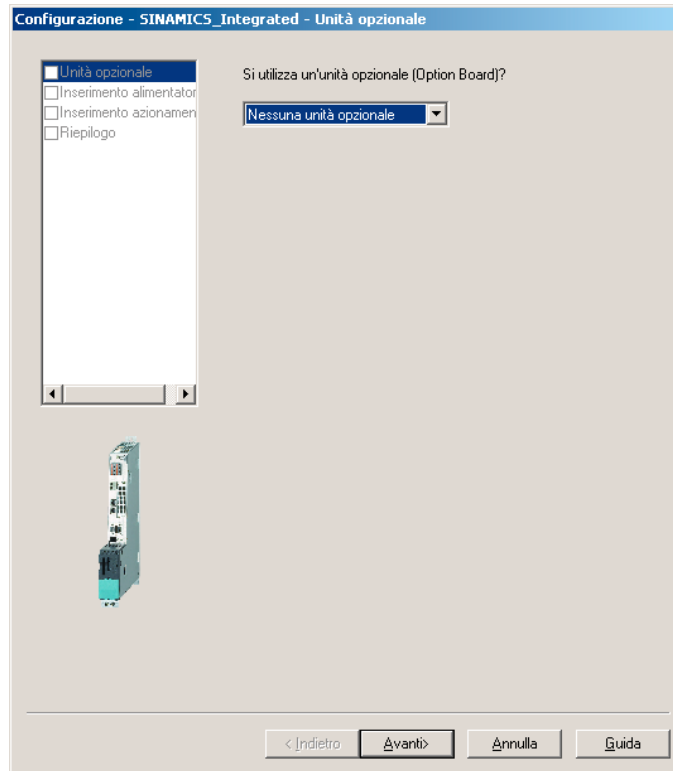 Configurazione - SINAMICS_Integrated - Unità opzionale
Unità opzionale
Inserimento alimentator
Inserimento azionamen
Riepilogo
Si utilizza un'unità opzionale (Option Board)?
Nessuna unità opzionale
< Indietro
Avanti>
Annulla
Guida